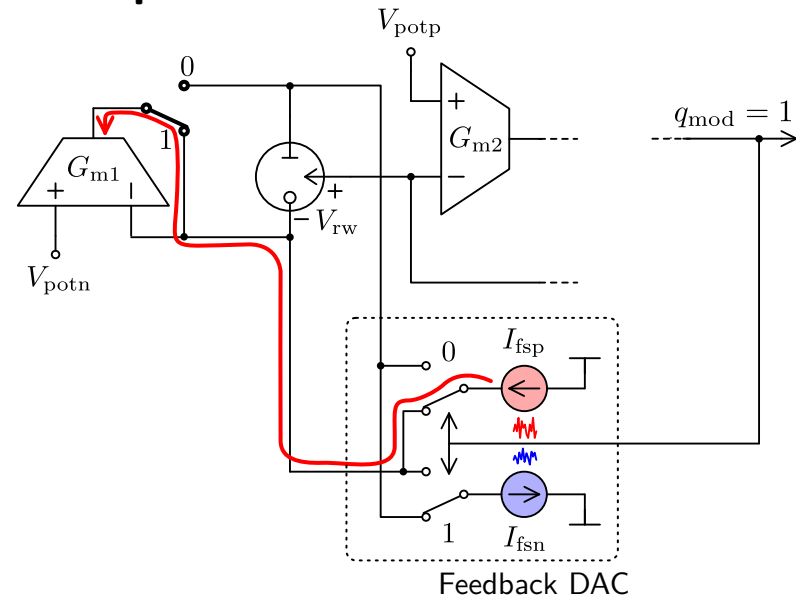 V_potp
0
q_mod = 1
+
G_m2
1
G_m1
+
−
+
−
− V_rw
V_potn
0
I_fsp
1
I_fsn
Feedback DAC